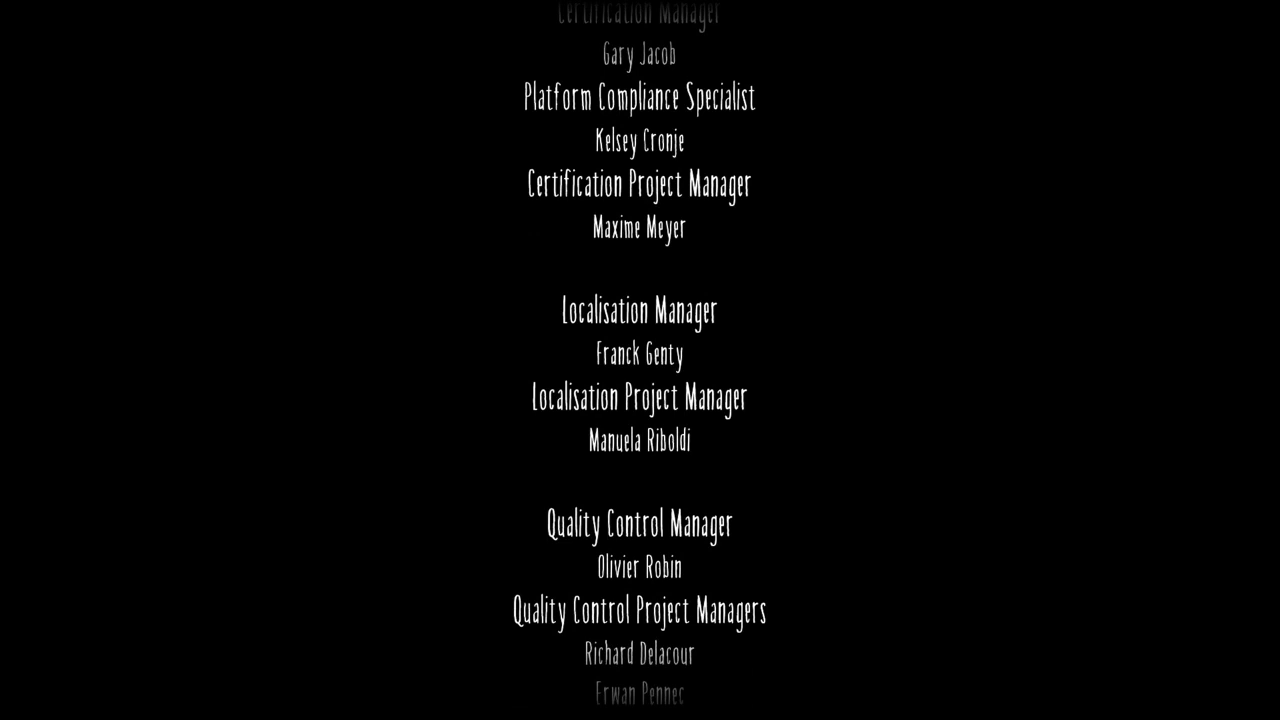 Certification Manager
Gary Jacob
Platform Compliance Specialist
Kelsey Cronje
Certification Project Manager
Maxime Meyer
Localisation Manager
Franck Genty
Localisation Project Manager
Manuela Riboldi
Quality Control Manager
Olivier Robin
Quality Control Project Managers
Richard Delacour
Erwan Pennec